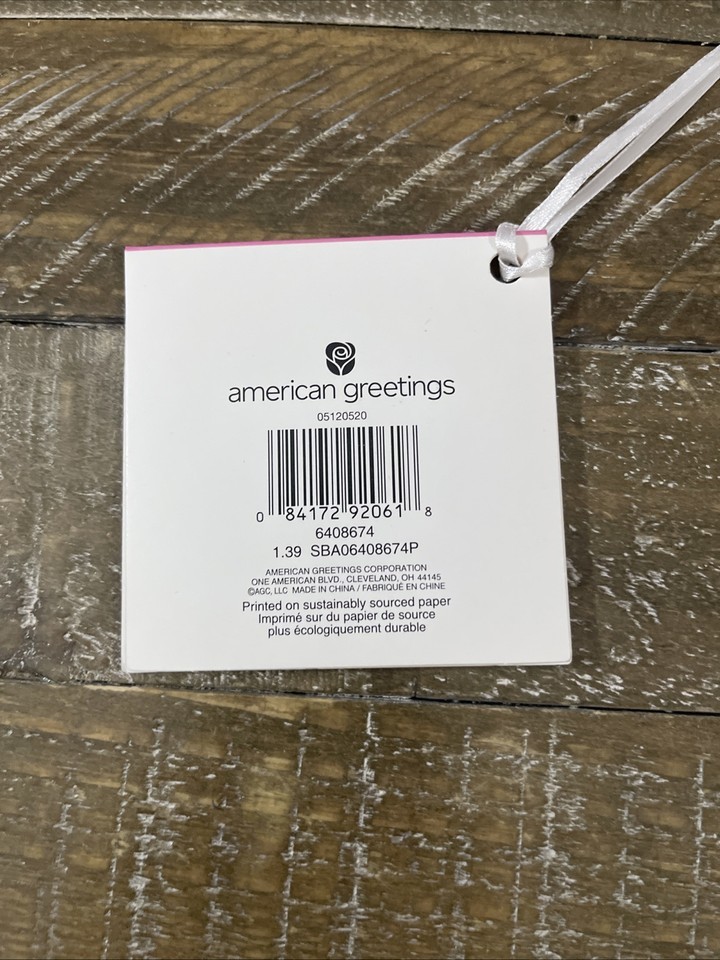 american greetings
05120520
0 84172 92061 8
6408674
1.39 SBA06408674P
AMERICAN GREETINGS CORPORATION
ONE AMERICAN BLVD., CLEVELAND, OH 44145
©AGC, LLC MADE IN CHINA / FABRIQUÉ EN CHINE
Printed on sustainably sourced paper
Imprimé sur du papier de source
plus écologiquement durable